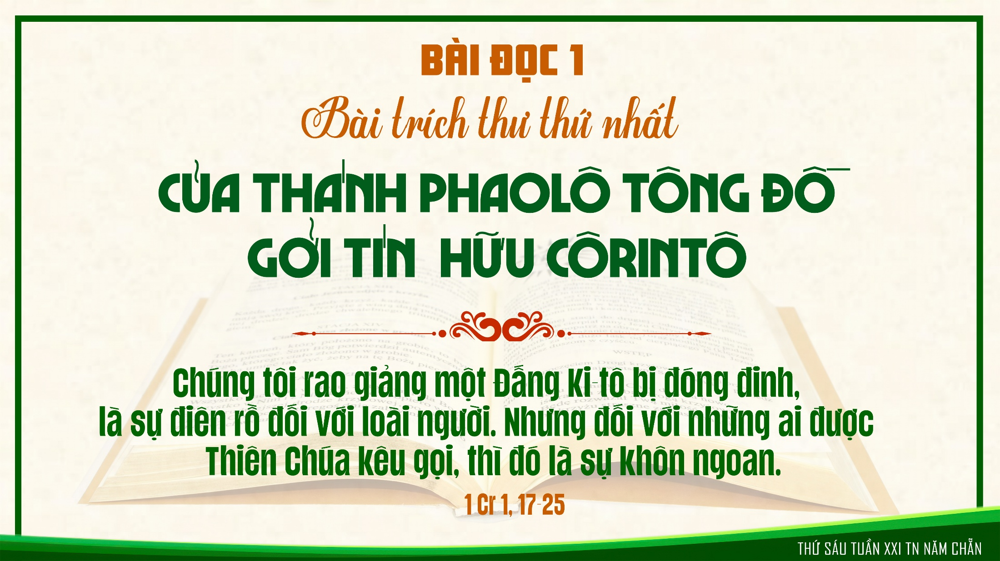 BÀI ĐỌC 1
Bài trích thư thứ nhất
CỦA THÁNH PHAOLÔ TÔNG ĐỒ
GỞI TÍN HỮU CÔRINTÔ
Chúng tôi rao giảng một Đấng Ki-tô bị đóng đinh,
là sự điên rồ đối với loài người. Nhưng đối với những ai được
Thiên Chúa kêu gọi, thì đó là sự khôn ngoan.
1 Cr 1, 17-25
THỨ SÁU TUẦN XXI TN NĂM CHẴN